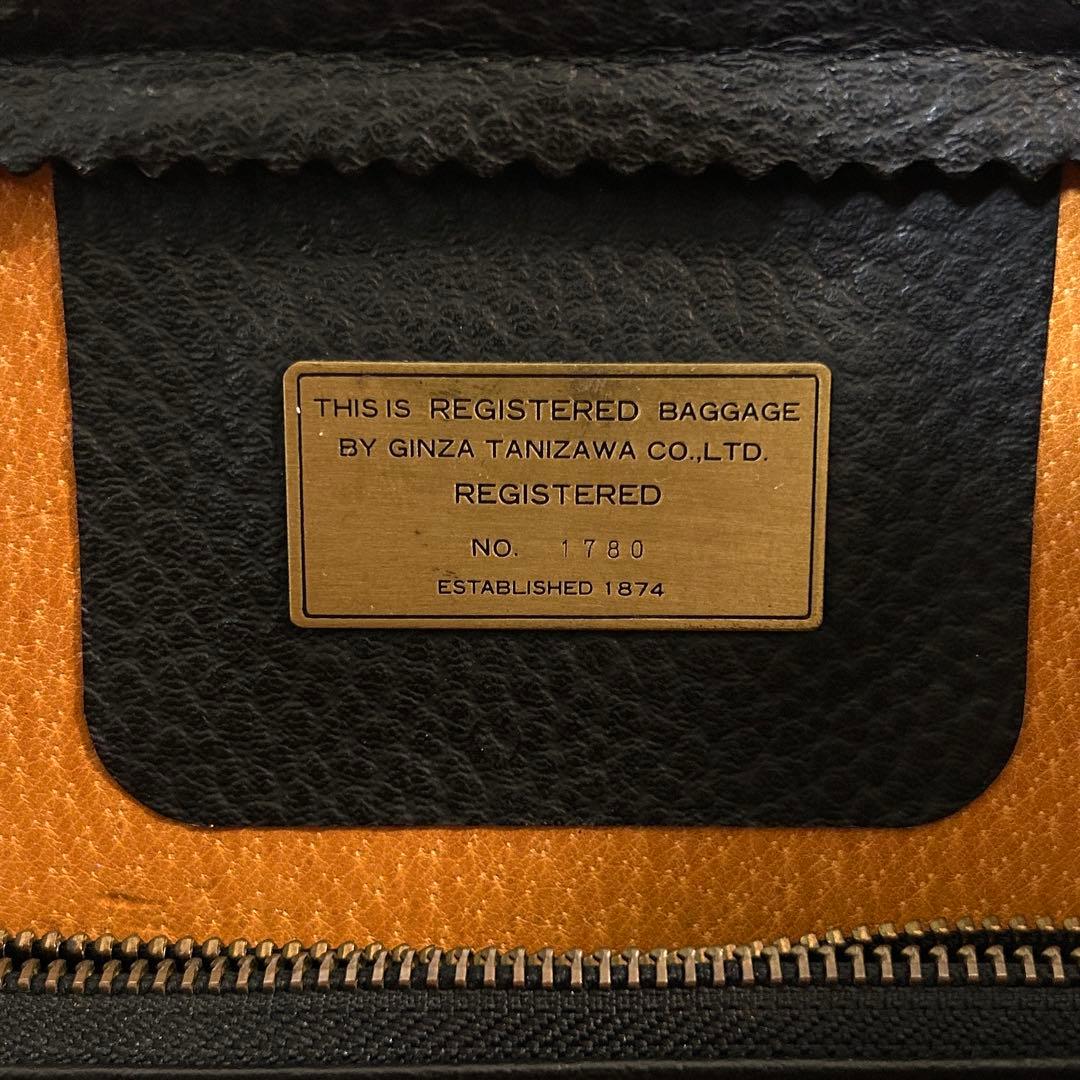 THIS IS REGISTERED BAGGAGE
BY GINZA TANIZAWA CO.,LTD.
REGISTERED
NO. 1780
ESTABLISHED 1874